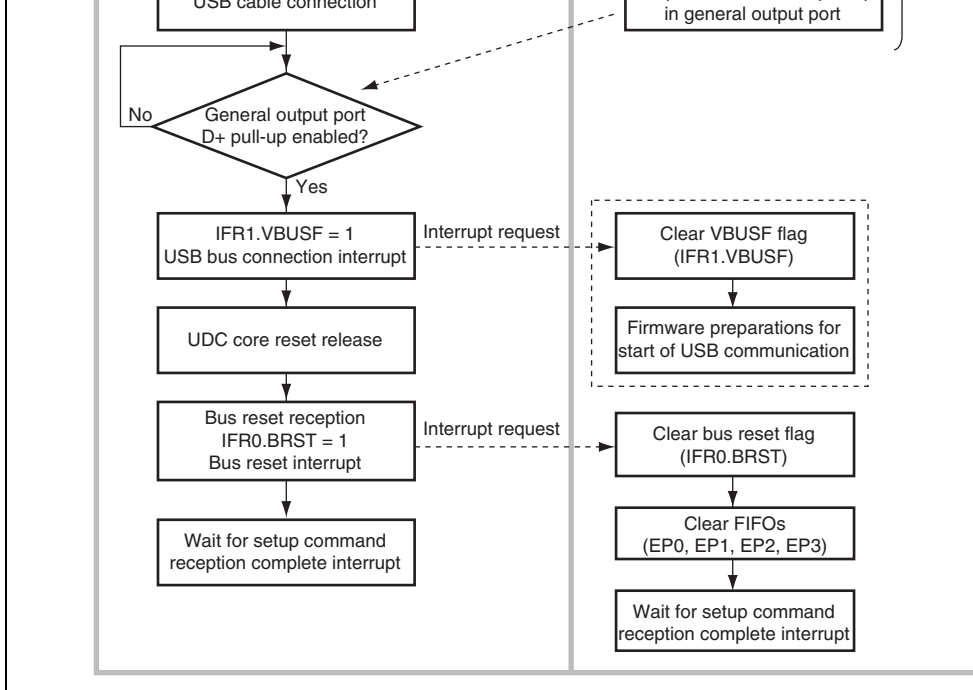 USB cable connection
in general output port
No
General output port
D+ pull-up enabled?
Yes
IFR1.VBUSF = 1
USB bus connection interrupt
Interrupt request
Clear VBUSF flag
(IFR1.VBUSF)
UDC core reset release
Firmware preparations for
start of USB communication
Bus reset reception
IFR0.BRST = 1
Bus reset interrupt
Interrupt request
Clear bus reset flag
(IFR0.BRST)
Clear FIFOs
(EP0, EP1, EP2, EP3)
Wait for setup command
reception complete interrupt
Wait for setup command
reception complete interrupt